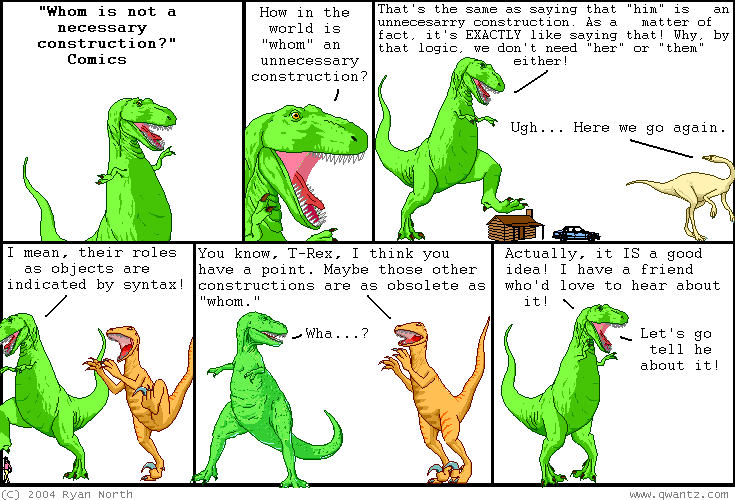 "Whom is not a
necessary
construction?"
Comics
How in the
world is
"whom" an
unnecessary
construction?
That's the same as saying that "him" is an
unnecesarry construction. As a matter of
fact, it's EXACTLY like saying that! Why, by
that logic, we don't need "her" or "them"
either!
Ugh... Here we go again.
I mean, their roles
as objects are
indicated by syntax!
You know, T-Rex, I think you
have a point. Maybe those other
constructions are as obsolete as
"whom."
Wha...?
Actually, it IS a good
idea! I have a friend
who'd love to hear about
it!
Let's go
tell he
about it!
(C) 2004 Ryan North
www.qwantz.com